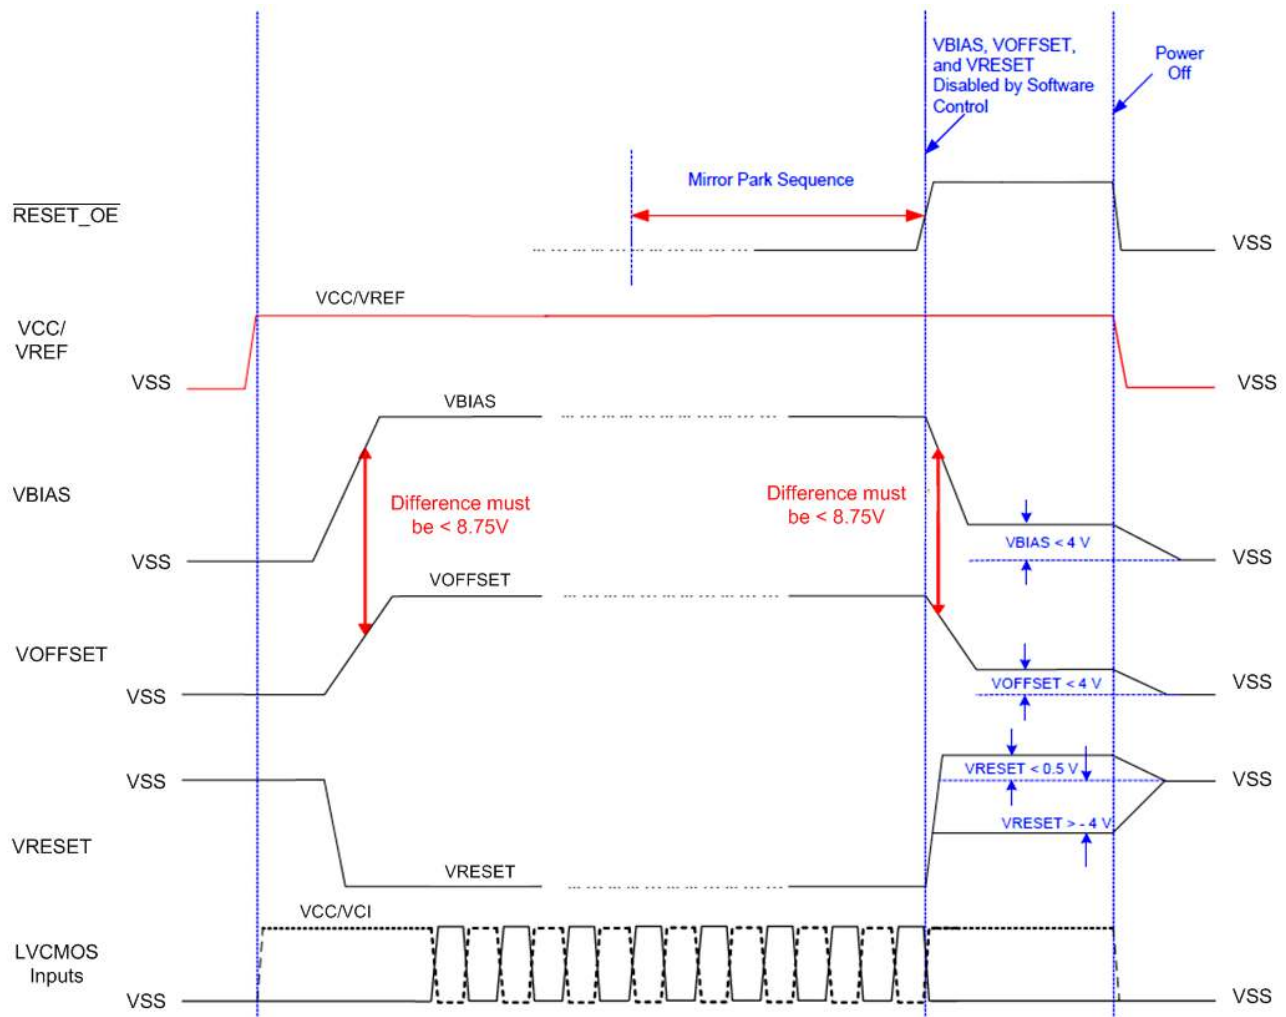 VBIAS, VOFFSET,
and VRESET
Disabled by Software
Control
Power
Off
Mirror Park Sequence
RESET_OE
VSS
VCC/VREF
VCC/
VREF
VSS
VSS
VBIAS
VBIAS
Difference must
be < 8.75V
Difference must
be < 8.75V
VBIAS < 4 V
VSS
VSS
VOFFSET
VOFFSET
VOFFSET < 4 V
VSS
VSS
VSS
VRESET < 0.5 V
VSS
VRESET > - 4 V
VRESET
VRESET
VCC/VCI
LVCMOS
Inputs
VSS
VSS